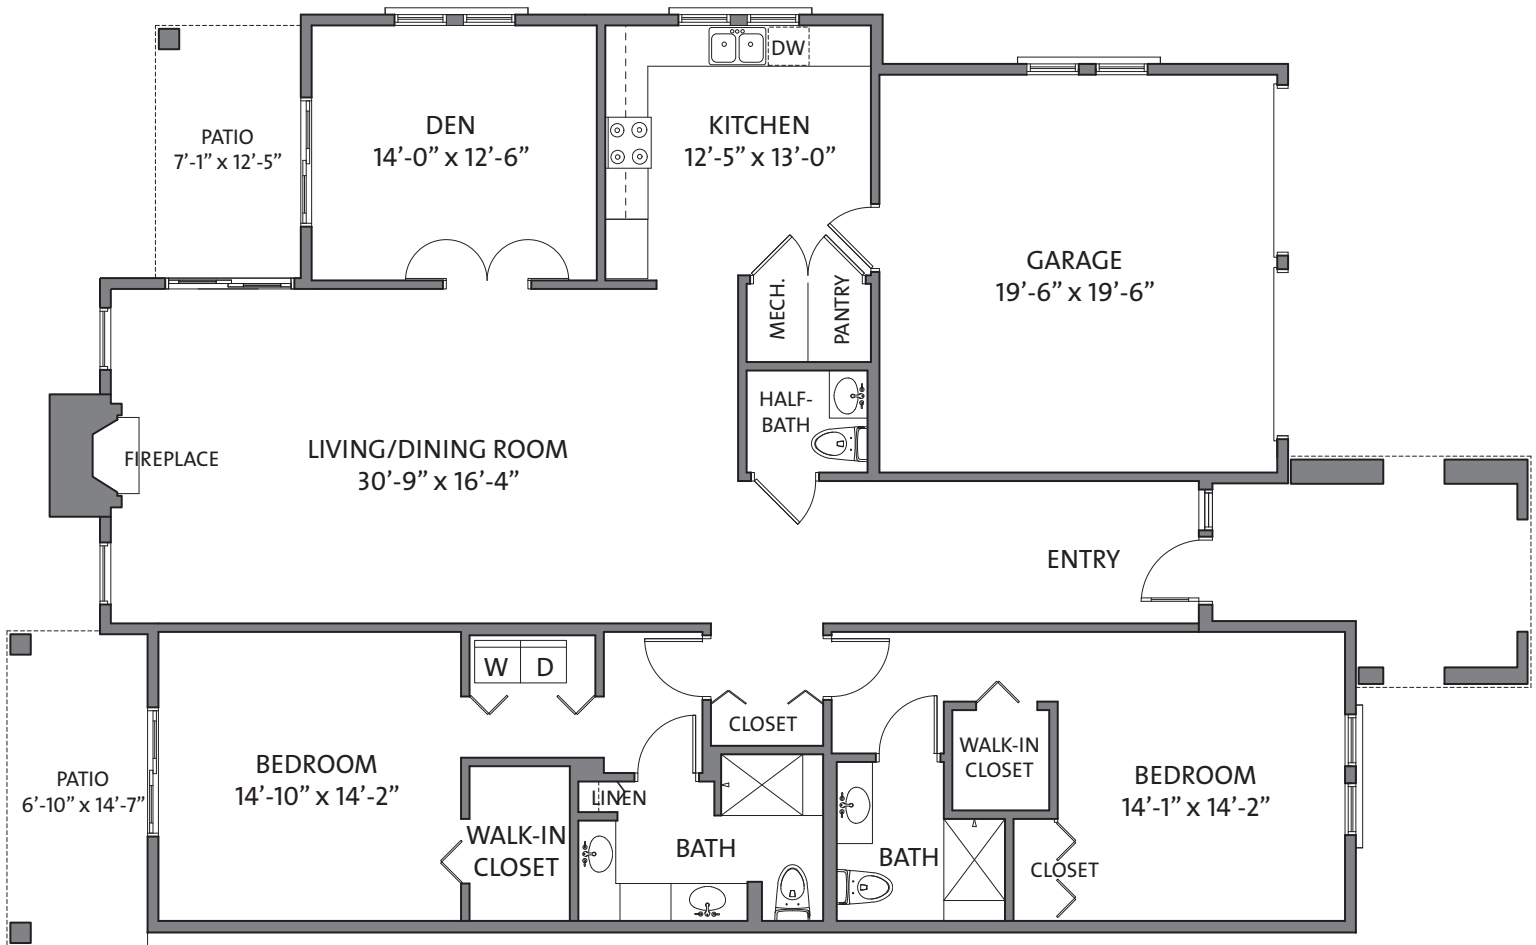 DW
DEN
14’-0” x 12’-6”
KITCHEN
12’-5” x 13’-0”
PATIO
7’-1” x 12’-5”
GARAGE
19’-6” x 19’-6”
MECH.
PANTRY
HALF-
BATH
LIVING/DINING ROOM
30’-9” x 16’-4”
FIREPLACE
ENTRY
W D
CLOSET
WALK-IN
CLOSET
BEDROOM
14’-10” x 14’-2”
BEDROOM
14’-1” x 14’-2”
PATIO
6’-10” x 14’-7”
LINEN
WALK-IN
CLOSET
BATH
BATH
CLOSET